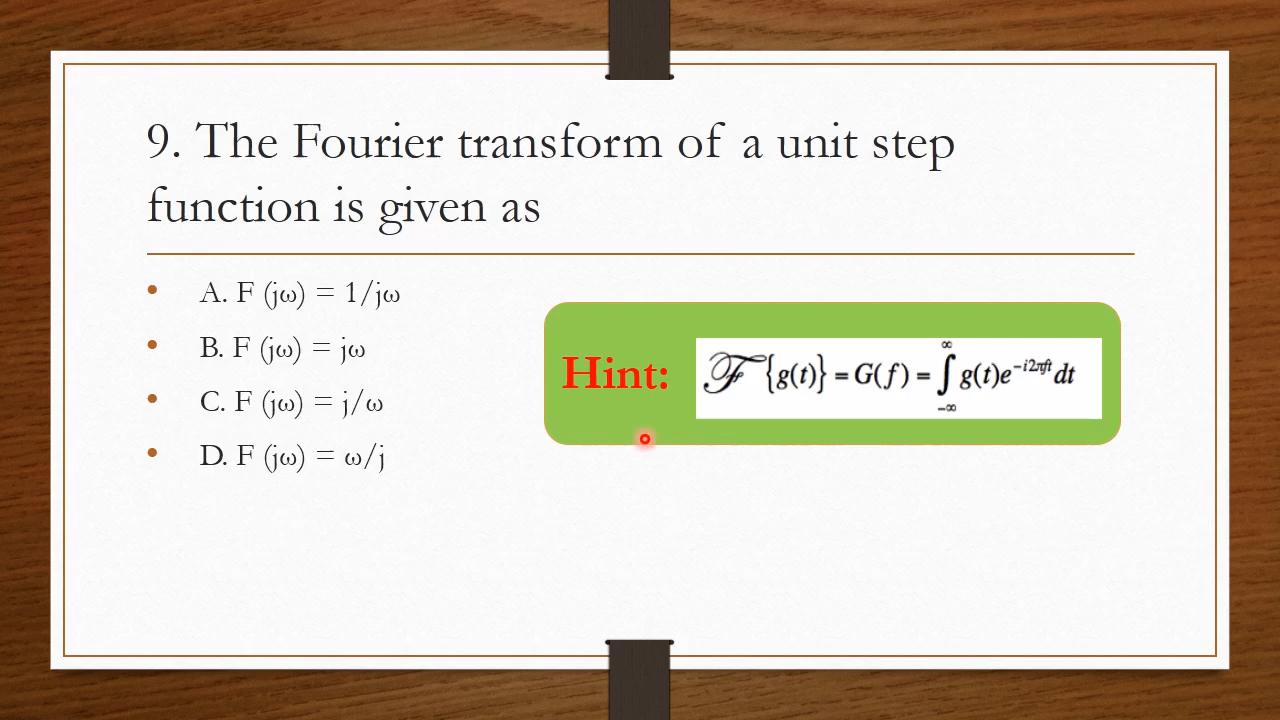 9. The Fourier transform of a unit step
function is given as
• A. F (jω) = 1/jω
• B. F (jω) = jω
• C. F (jω) = j/ω
• D. F (jω) = ω/j
Hint: ℱ{g(t)} = G(f) = ∫_{-∞}^{∞} g(t)e^{-i2πft} dt